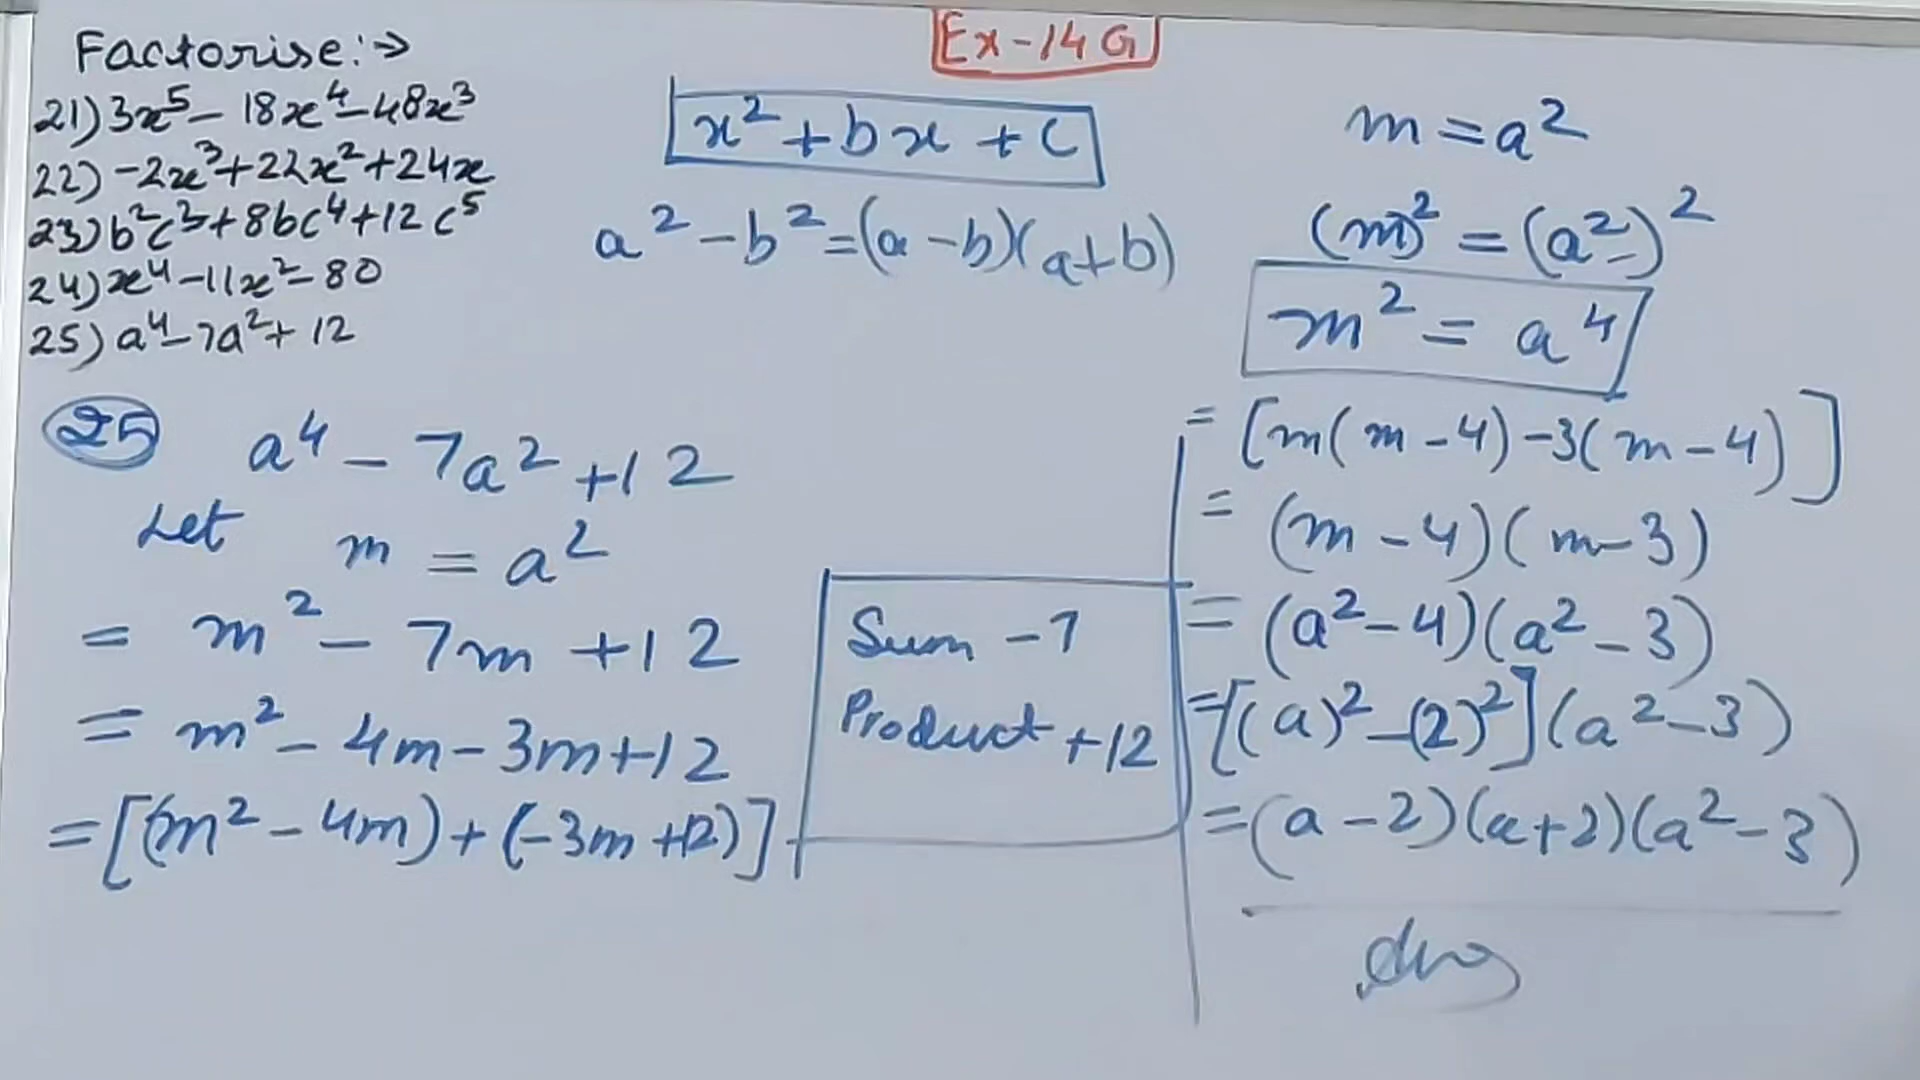 Ex-14 G
Factorise:→
21) 3x⁵ - 18x⁴ - 48x³
22) -2x³ + 22x² + 24x
23) b²c³ + 8bc⁴ + 12c⁵
24) x⁴ - 11x² - 80
25) a⁴ - 7a² + 12
x² + bx + c
a² - b² = (a - b)(a + b)
m = a²
(m)² = (a²)²
m² = a⁴
25 a⁴ - 7a² + 12
Let m = a²
= m² - 7m + 12
= m² - 4m - 3m + 12
= [(m² - 4m) + (-3m + 12)]
Sum -7
Product +12
= [m(m - 4) - 3(m - 4)]
= (m - 4)(m - 3)
= (a² - 4)(a² - 3)
= [(a)² - (2)²](a² - 3)
= (a - 2)(a + 2)(a² - 3)
Ans